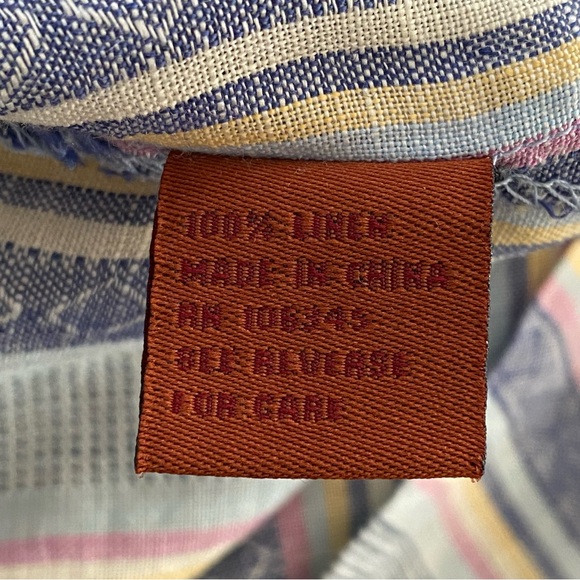 100% LINEN
MADE IN CHINA
RN 106345
SEE REVERSE
FOR CARE